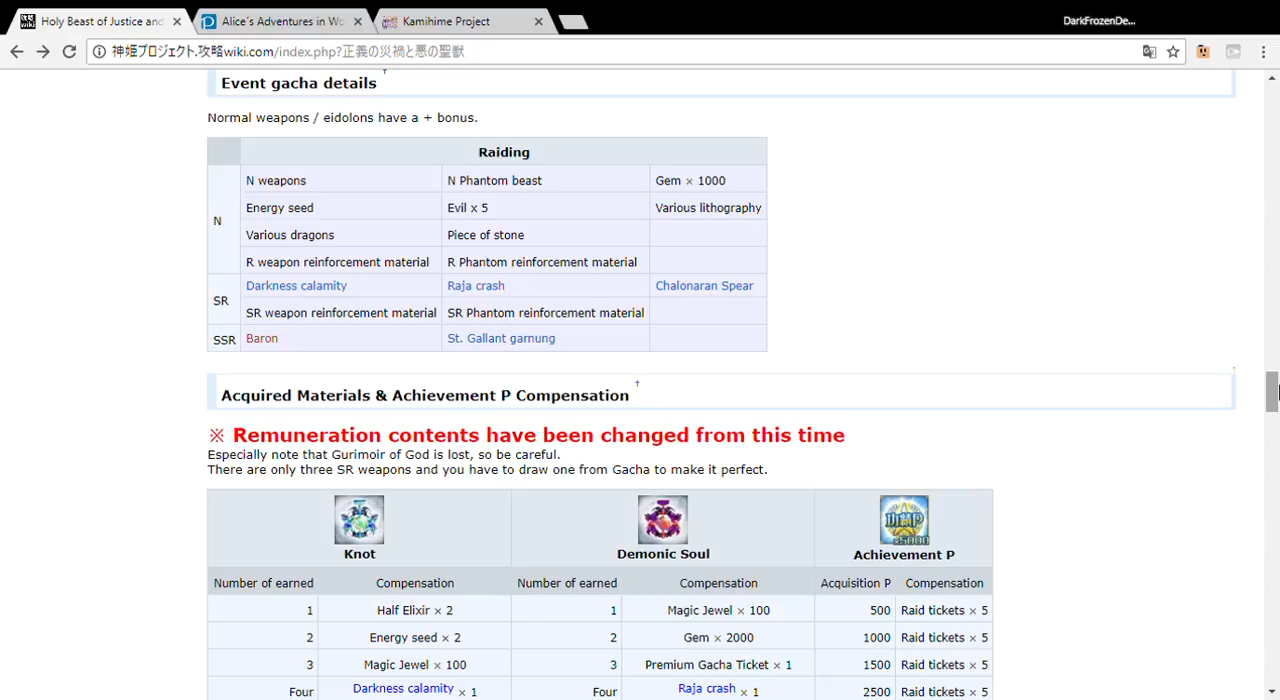 Holy Beast of Justice and
Alice´s Adventures in Wo
Kamihime Project
DarkFrozenDe...
神姫プロジェクト.攻略wiki.com/index.php?正義の災禍と悪の聖獣
Event gacha details †
Normal weapons / eidolons have a + bonus.
Raiding
N
N weapons N Phantom beast Gem × 1000
Energy seed Evil x 5 Various lithography
Various dragons Piece of stone
R weapon reinforcement material R Phantom reinforcement material
SR
Darkness calamity Raja crash Chalonaran Spear
SR weapon reinforcement material SR Phantom reinforcement material
SSR Baron St. Gallant garnung
Acquired Materials & Achievement P Compensation †
※ Remuneration contents have been changed from this time
Especially note that Gurimoir of God is lost, so be careful.
There are only three SR weapons and you have to draw one from Gacha to make it perfect.
Knot Demonic Soul Achievement P
Number of earned Compensation Number of earned Compensation Acquisition P Compensation
1 Half Elixir × 2 1 Magic Jewel × 100 500 Raid tickets × 5
2 Energy seed × 2 2 Gem × 2000 1000 Raid tickets × 5
3 Magic Jewel × 100 3 Premium Gacha Ticket × 1 1500 Raid tickets × 5
Four Darkness calamity × 1 Four Raja crash × 1 2500 Raid tickets × 5